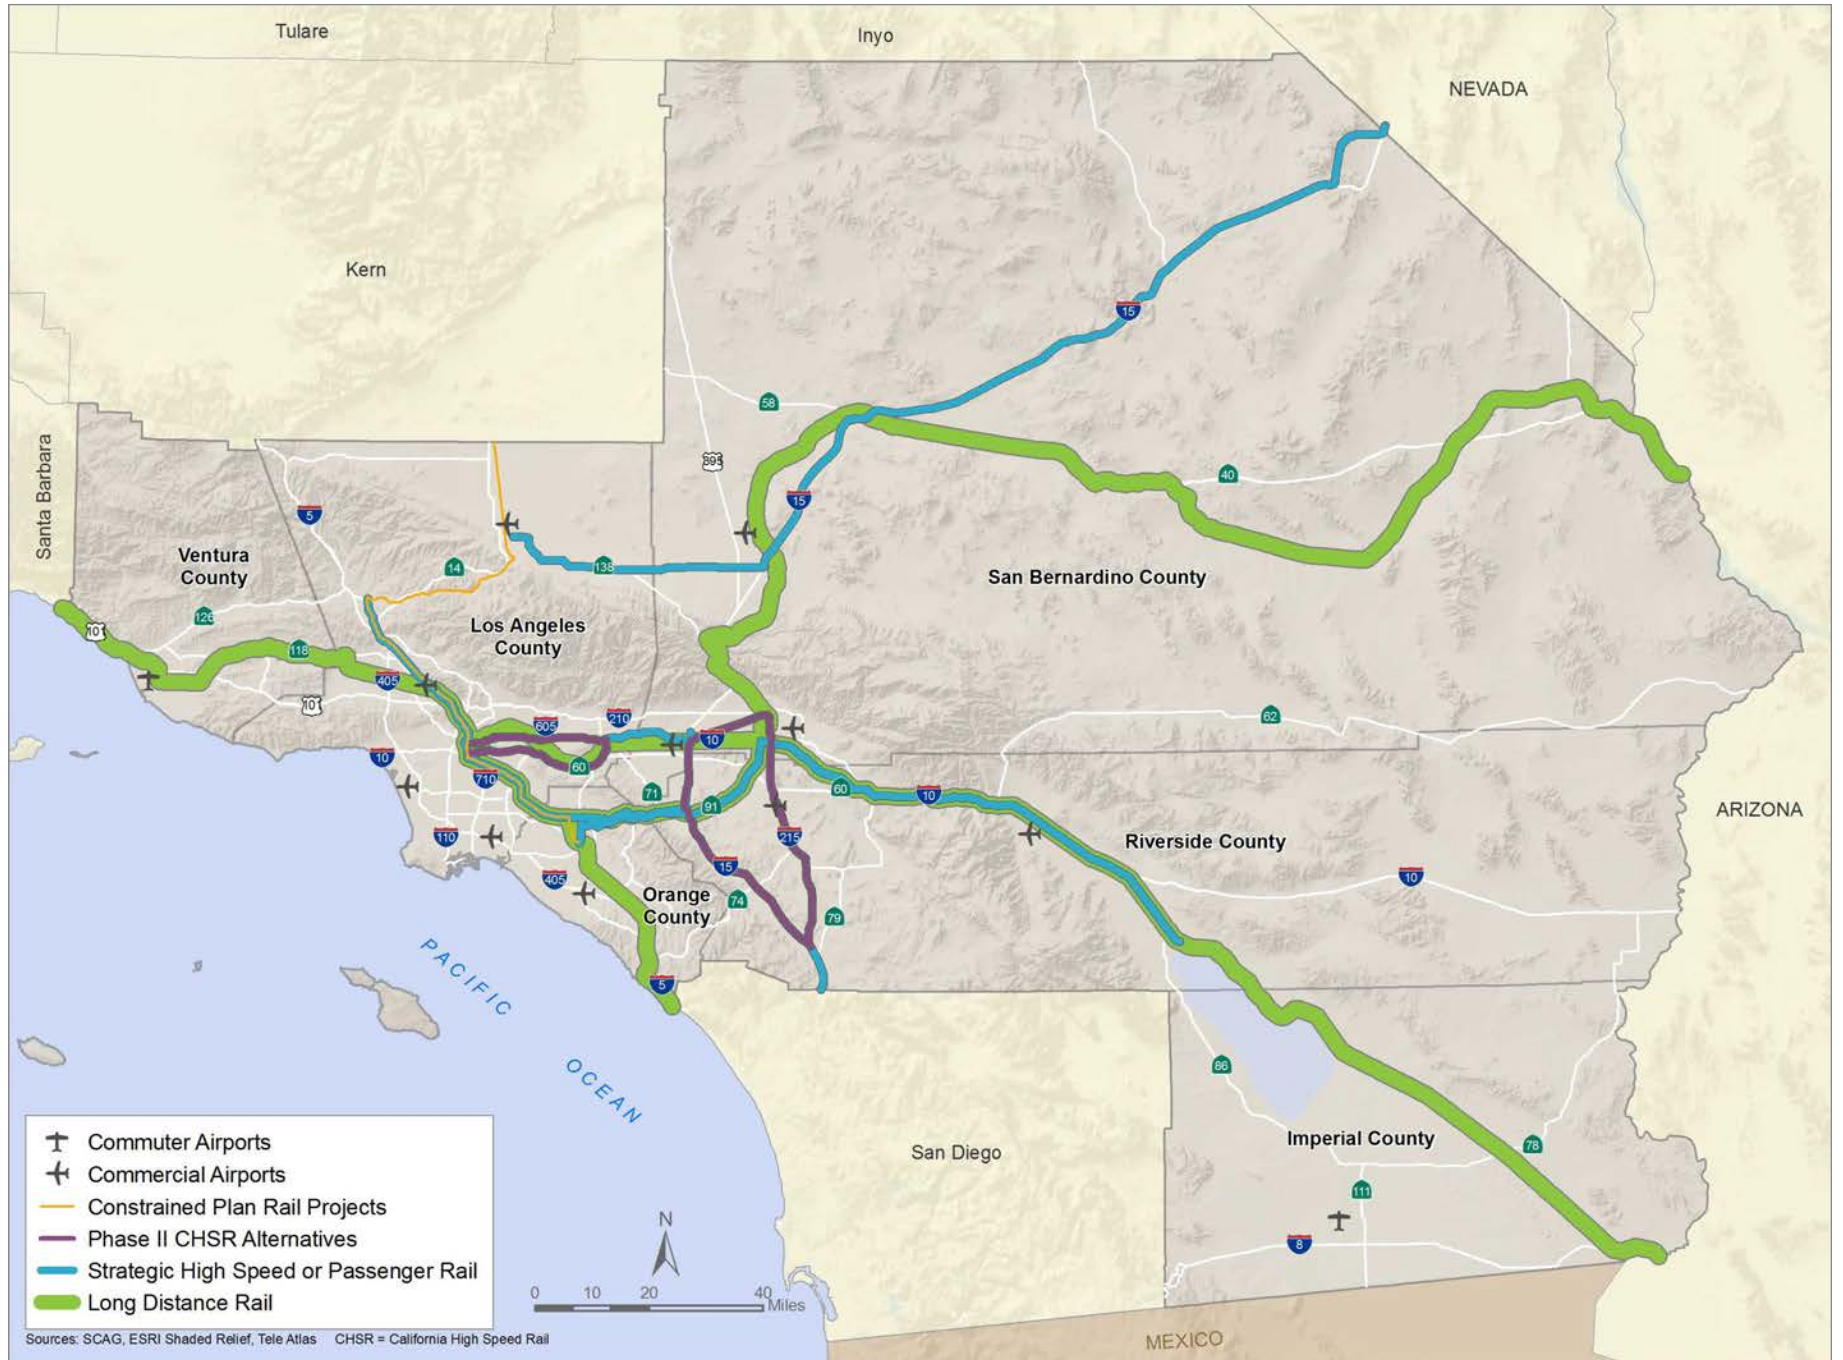 Tulare
Inyo
NEVADA
Kern
15
58
395
40
Santa Barbara
15
5
Ventura
County
14
138
San Bernardino County
126
101
Los Angeles
County
118
405
101
605
210
62
10
10
60
710
71
91
60
10
ARIZONA
110
215
Riverside County
15
405
10
Orange
County
74
79
PACIFIC
5
OCEAN
86
Imperial County
78
San Diego
111
8
Commuter Airports
Commercial Airports
Constrained Plan Rail Projects
Phase II CHSR Alternatives
Strategic High Speed or Passenger Rail
Long Distance Rail
N
0 10 20 40
Miles
Sources: SCAG, ESRI Shaded Relief, Tele Atlas CHSR = California High Speed Rail
MEXICO